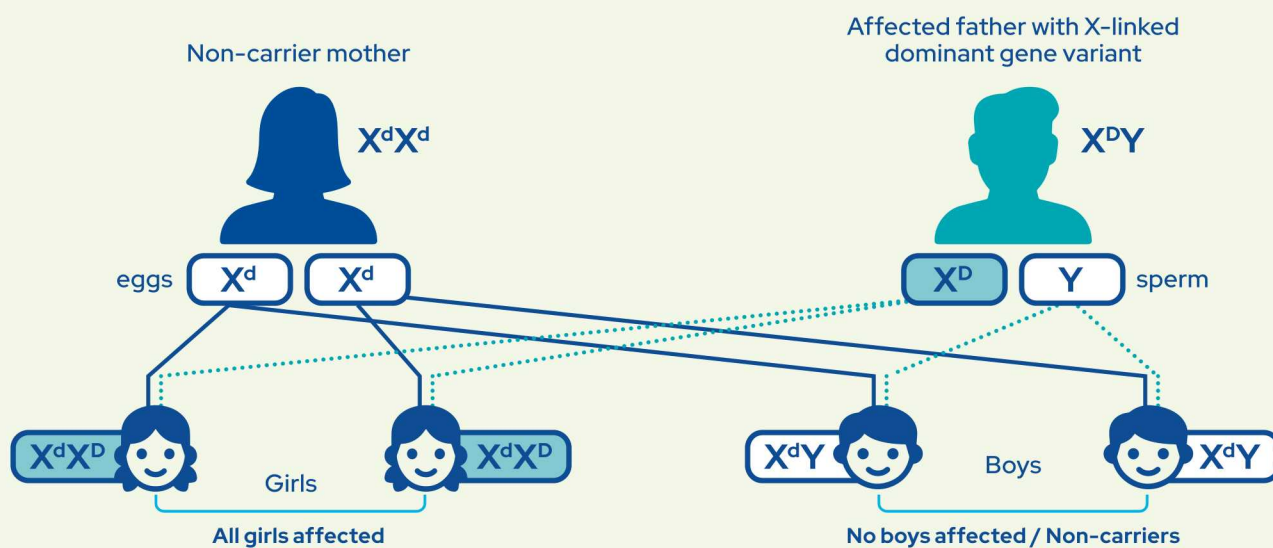 Non-carrier mother
Affected father with X-linked
dominant gene variant
XᵈXᵈ
XᴰY
eggs
Xᵈ
Xᵈ
Xᴰ
Y
sperm
XᵈXᴰ
XᵈXᴰ
XᵈY
XᵈY
Girls
Boys
All girls affected
No boys affected / Non-carriers